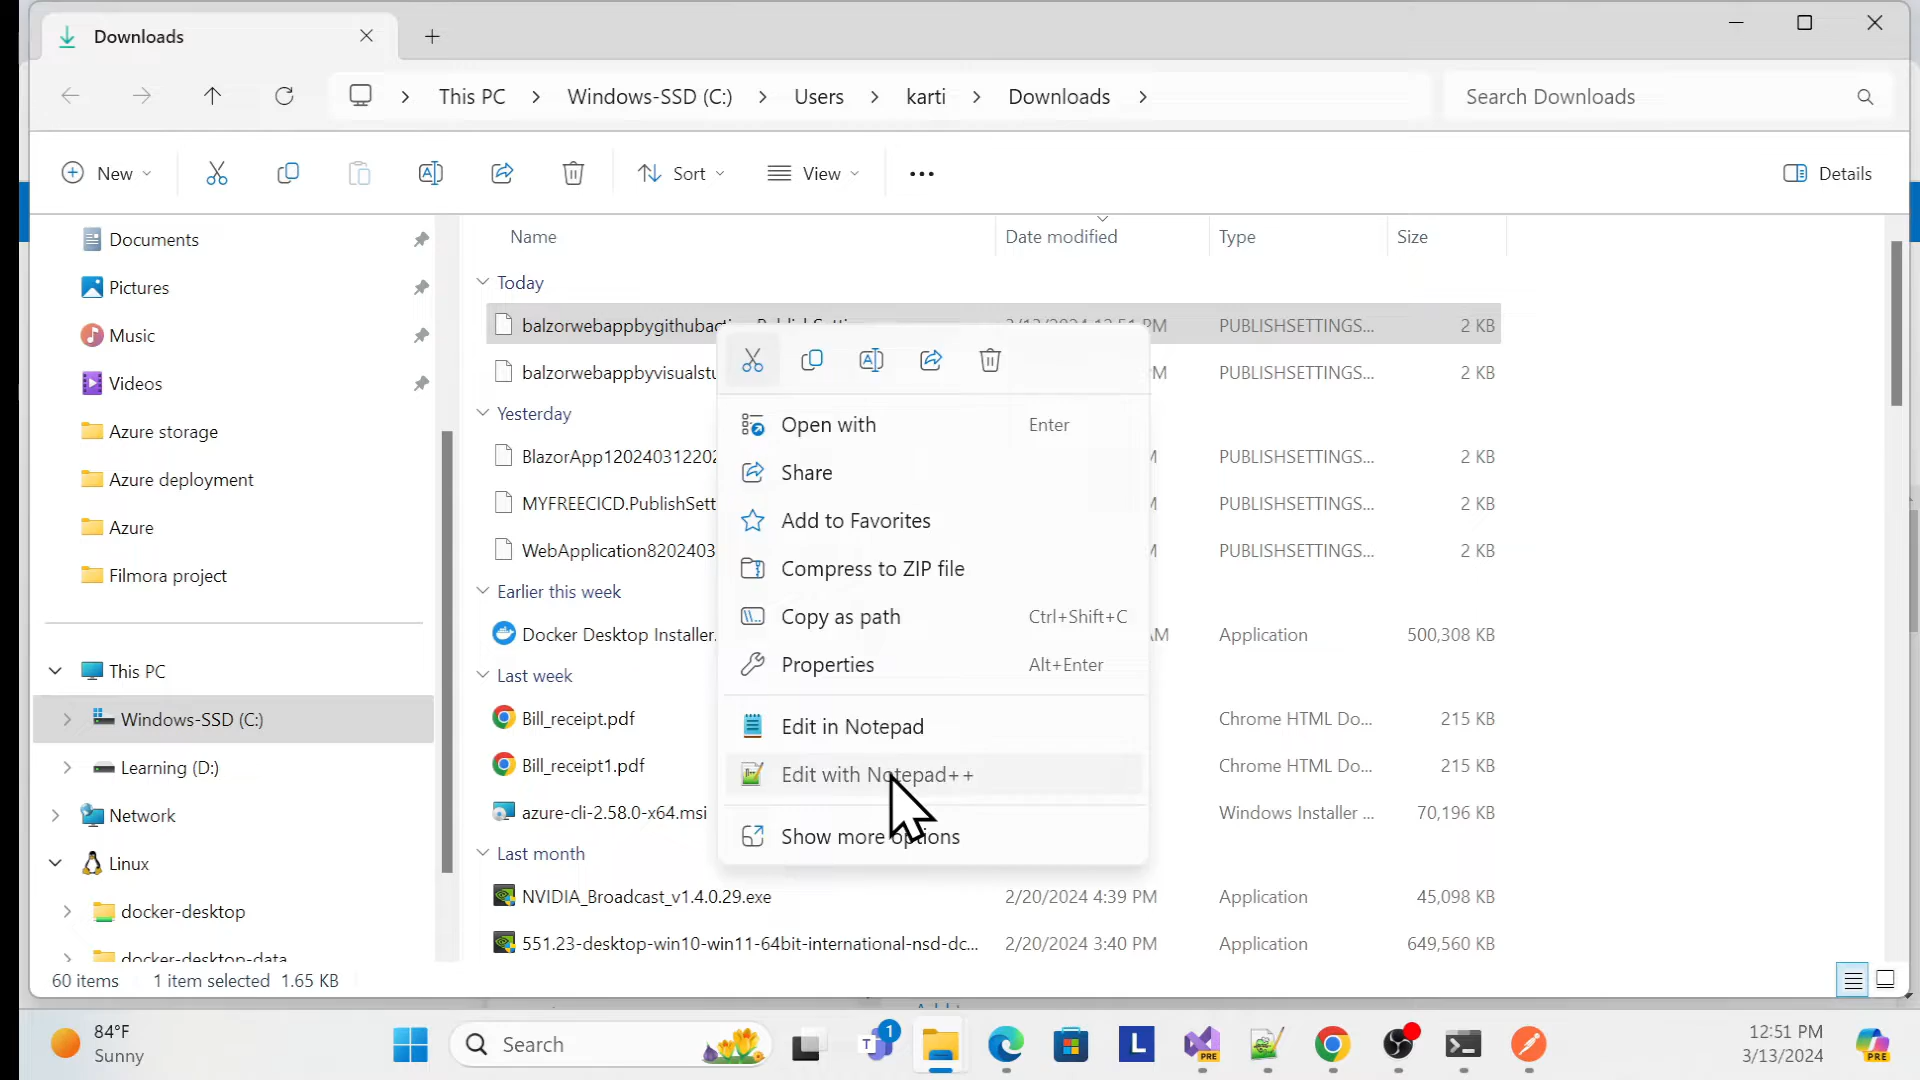 Downloads
This PC
Windows-SSD (C:)
Users
karti
Downloads
Search Downloads
New
Sort
View
Details
Documents
Pictures
Music
Videos
Azure storage
Azure deployment
Azure
Filmora project
This PC
Windows-SSD (C:)
Learning (D:)
Network
Linux
docker-desktop
docker-desktop-data
Name Date modified Type Size
Today
PUBLISHSETTINGS... 2 KB
PUBLISHSETTINGS... 2 KB
Yesterday
PUBLISHSETTINGS... 2 KB
MYFREECICD.PublishSett PUBLISHSETTINGS... 2 KB
WebApplication8202403 PUBLISHSETTINGS... 2 KB
Earlier this week
Docker Desktop Installer. Application 500,308 KB
Last week
Bill_receipt.pdf Chrome HTML Do... 215 KB
Bill_receipt1.pdf Chrome HTML Do... 215 KB
azure-cli-2.58.0-x64.msi Windows Installer ... 70,196 KB
Last month
NVIDIA_Broadcast_v1.4.0.29.exe 2/20/2024 4:39 PM Application 45,098 KB
551.23-desktop-win10-win11-64bit-international-nsd-dc... 2/20/2024 3:40 PM Application 649,560 KB
Open with Enter
Share
Add to Favorites
Compress to ZIP file
Copy as path Ctrl+Shift+C
Properties Alt+Enter
Edit in Notepad
Edit with Notepad++
Show more options
60 items 1 item selected 1.65 KB
84°F
Sunny
Search
1
L
PRE
12:51 PM
3/13/2024
PRE